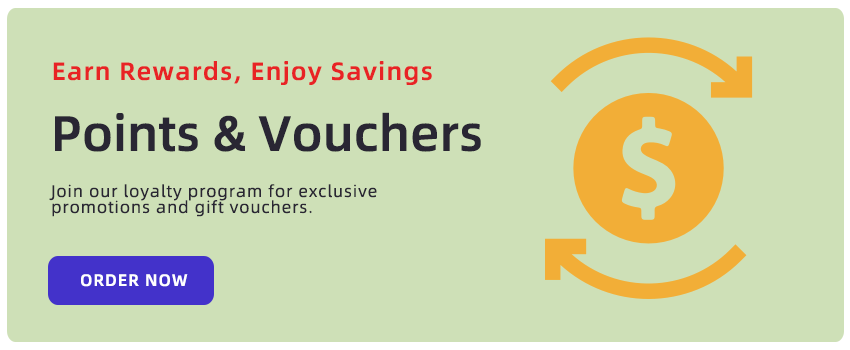 Earn Rewards, Enjoy Savings
Points & Vouchers
Join our loyalty program for exclusive
promotions and gift vouchers.
ORDER NOW
$